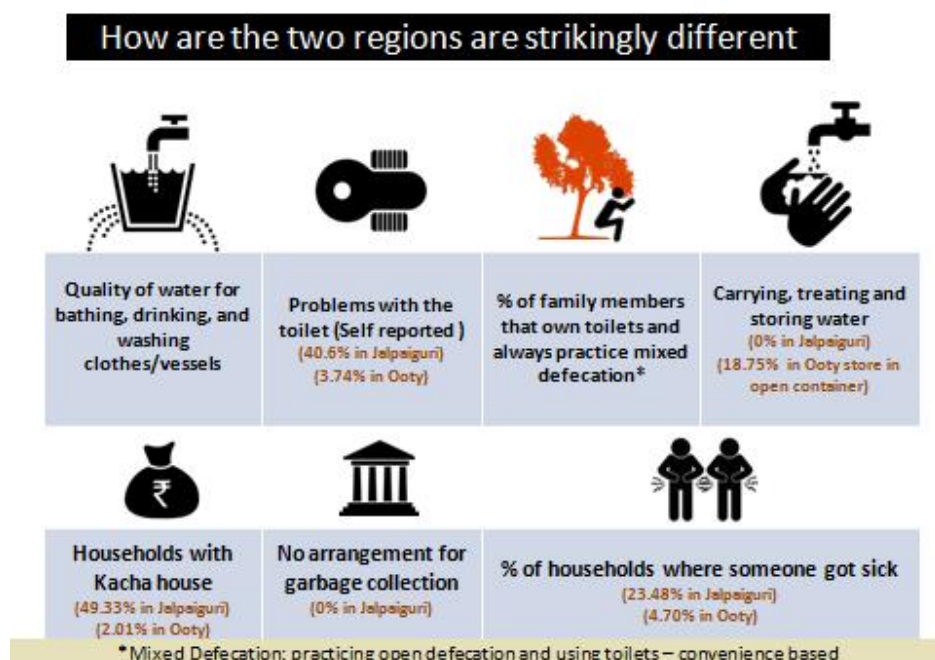 How are the two regions are strikingly different
Quality of water for
bathing, drinking, and
washing
clothes/vessels
Problems with the
toilet (Self reported )
(40.6% in Jalpaiguri)
(3.74% in Ooty)
% of family members
that own toilets and
always practice mixed
defecation*
Carrying, treating and
storing water
(0% in Jalpaiguri)
(18.75% in Ooty store in
open container)
₹
Households with
Kacha house
(49.33% in Jalpaiguri)
(2.01% in Ooty)
No arrangement for
garbage collection
(0% in Jalpaiguri)
% of households where someone got sick
(23.48% in Jalpaiguri)
(4.70% in Ooty)
*Mixed Defecation: practicing open defecation and using toilets – convenience based